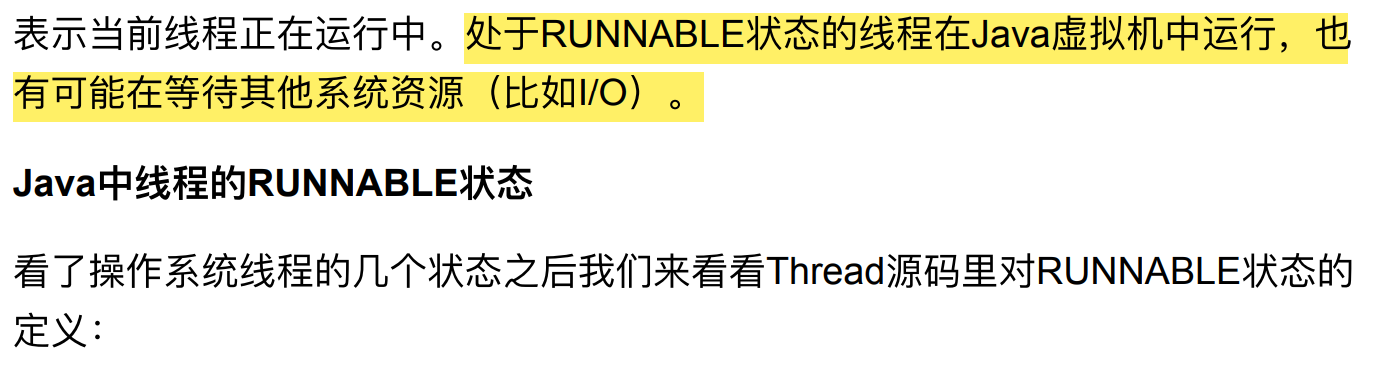 表示当前线程正在运行中。处于RUNNABLE状态的线程在Java虚拟机中运行，也
有可能在等待其他系统资源（比如I/O）。
Java中线程的RUNNABLE状态
看了操作系统线程的几个状态之后我们来看看Thread源码里对RUNNABLE状态的
定义：